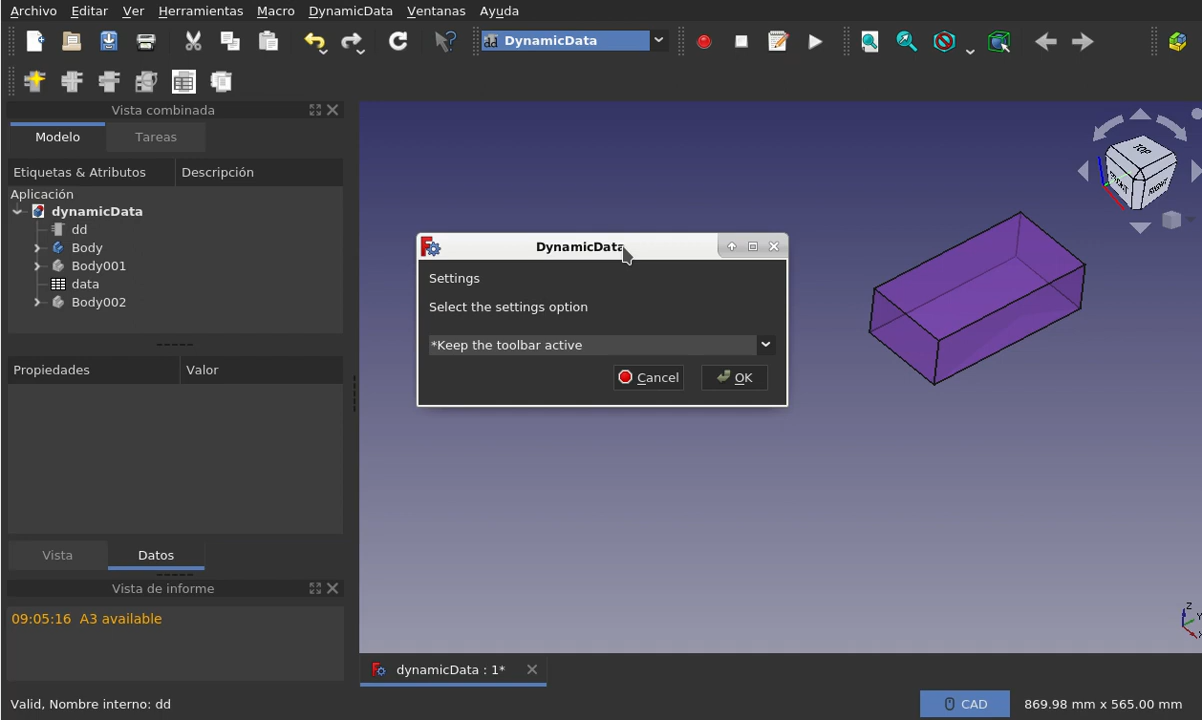 Archivo Editar Ver Herramientas Macro DynamicData Ventanas Ayuda
DynamicData
Vista combinada
Modelo Tareas
Etiquetas & Atributos Descripción
Aplicación
dynamicData
dd
Body
Body001
data
Body002
Propiedades Valor
Vista Datos
Vista de informe
09:05:16 A3 available
DynamicData
Settings
Select the settings option
*Keep the toolbar active
Cancel OK
TOP
FRONT RIGHT
Z
Y
X
dynamicData : 1*
Valid, Nombre interno: dd
CAD 869.98 mm x 565.00 mm